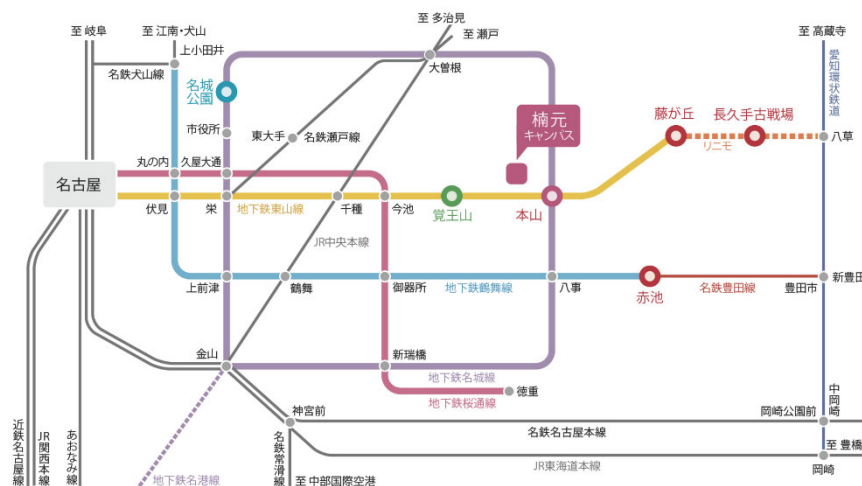 至 多治見
至 岐阜
至 江南・犬山
至 瀬戸
至 高蔵寺
上小田井
愛知環状鉄道
名鉄犬山線
大曽根
名城
公園
楠元
キャンパス
藤が丘
長久手古戦場
市役所
東大手
名鉄瀬戸線
リニモ
八草
丸の内
久屋大通
名古屋
伏見
栄
地下鉄東山線
千種
今池
覚王山
本山
JR中央本線
上前津
鶴舞
御器所
地下鉄鶴舞線
八事
赤池
名鉄豊田線
豊田市
新豊田
金山
新瑞橋
地下鉄名城線
徳重
地下鉄桜通線
中岡崎
神宮前
岡崎公園前
近鉄名古屋線
JR関西本線
あおなみ線
名鉄常滑線
名鉄名古屋本線
至 豊橋
JR東海道本線
岡崎
地下鉄名港線
至 中部国際空港